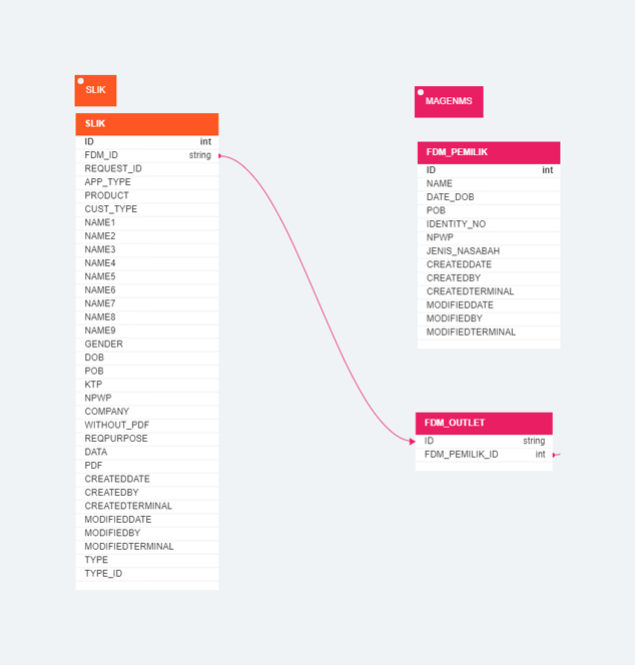 SLIK
SLIK
ID int
FDM_ID string
REQUEST_ID
APP_TYPE
PRODUCT
CUST_TYPE
NAME1
NAME2
NAME3
NAME4
NAME5
NAME6
NAME7
NAME8
NAME9
GENDER
DOB
POB
KTP
NPWP
COMPANY
WITHOUT_PDF
REQPURPOSE
DATA
PDF
CREATEDDATE
CREATEDBY
CREATEDTERMINAL
MODIFIEDDATE
MODIFIEDBY
MODIFIEDTERMINAL
TYPE
TYPE_ID
MAGENMS
FDM_PEMILIK
ID int
NAME
DATE_DOB
POB
IDENTITY_NO
NPWP
JENIS_NASABAH
CREATEDDATE
CREATEDBY
CREATEDTERMINAL
MODIFIEDDATE
MODIFIEDBY
MODIFIEDTERMINAL
FDM_OUTLET
ID string
FDM_PEMILIK_ID int